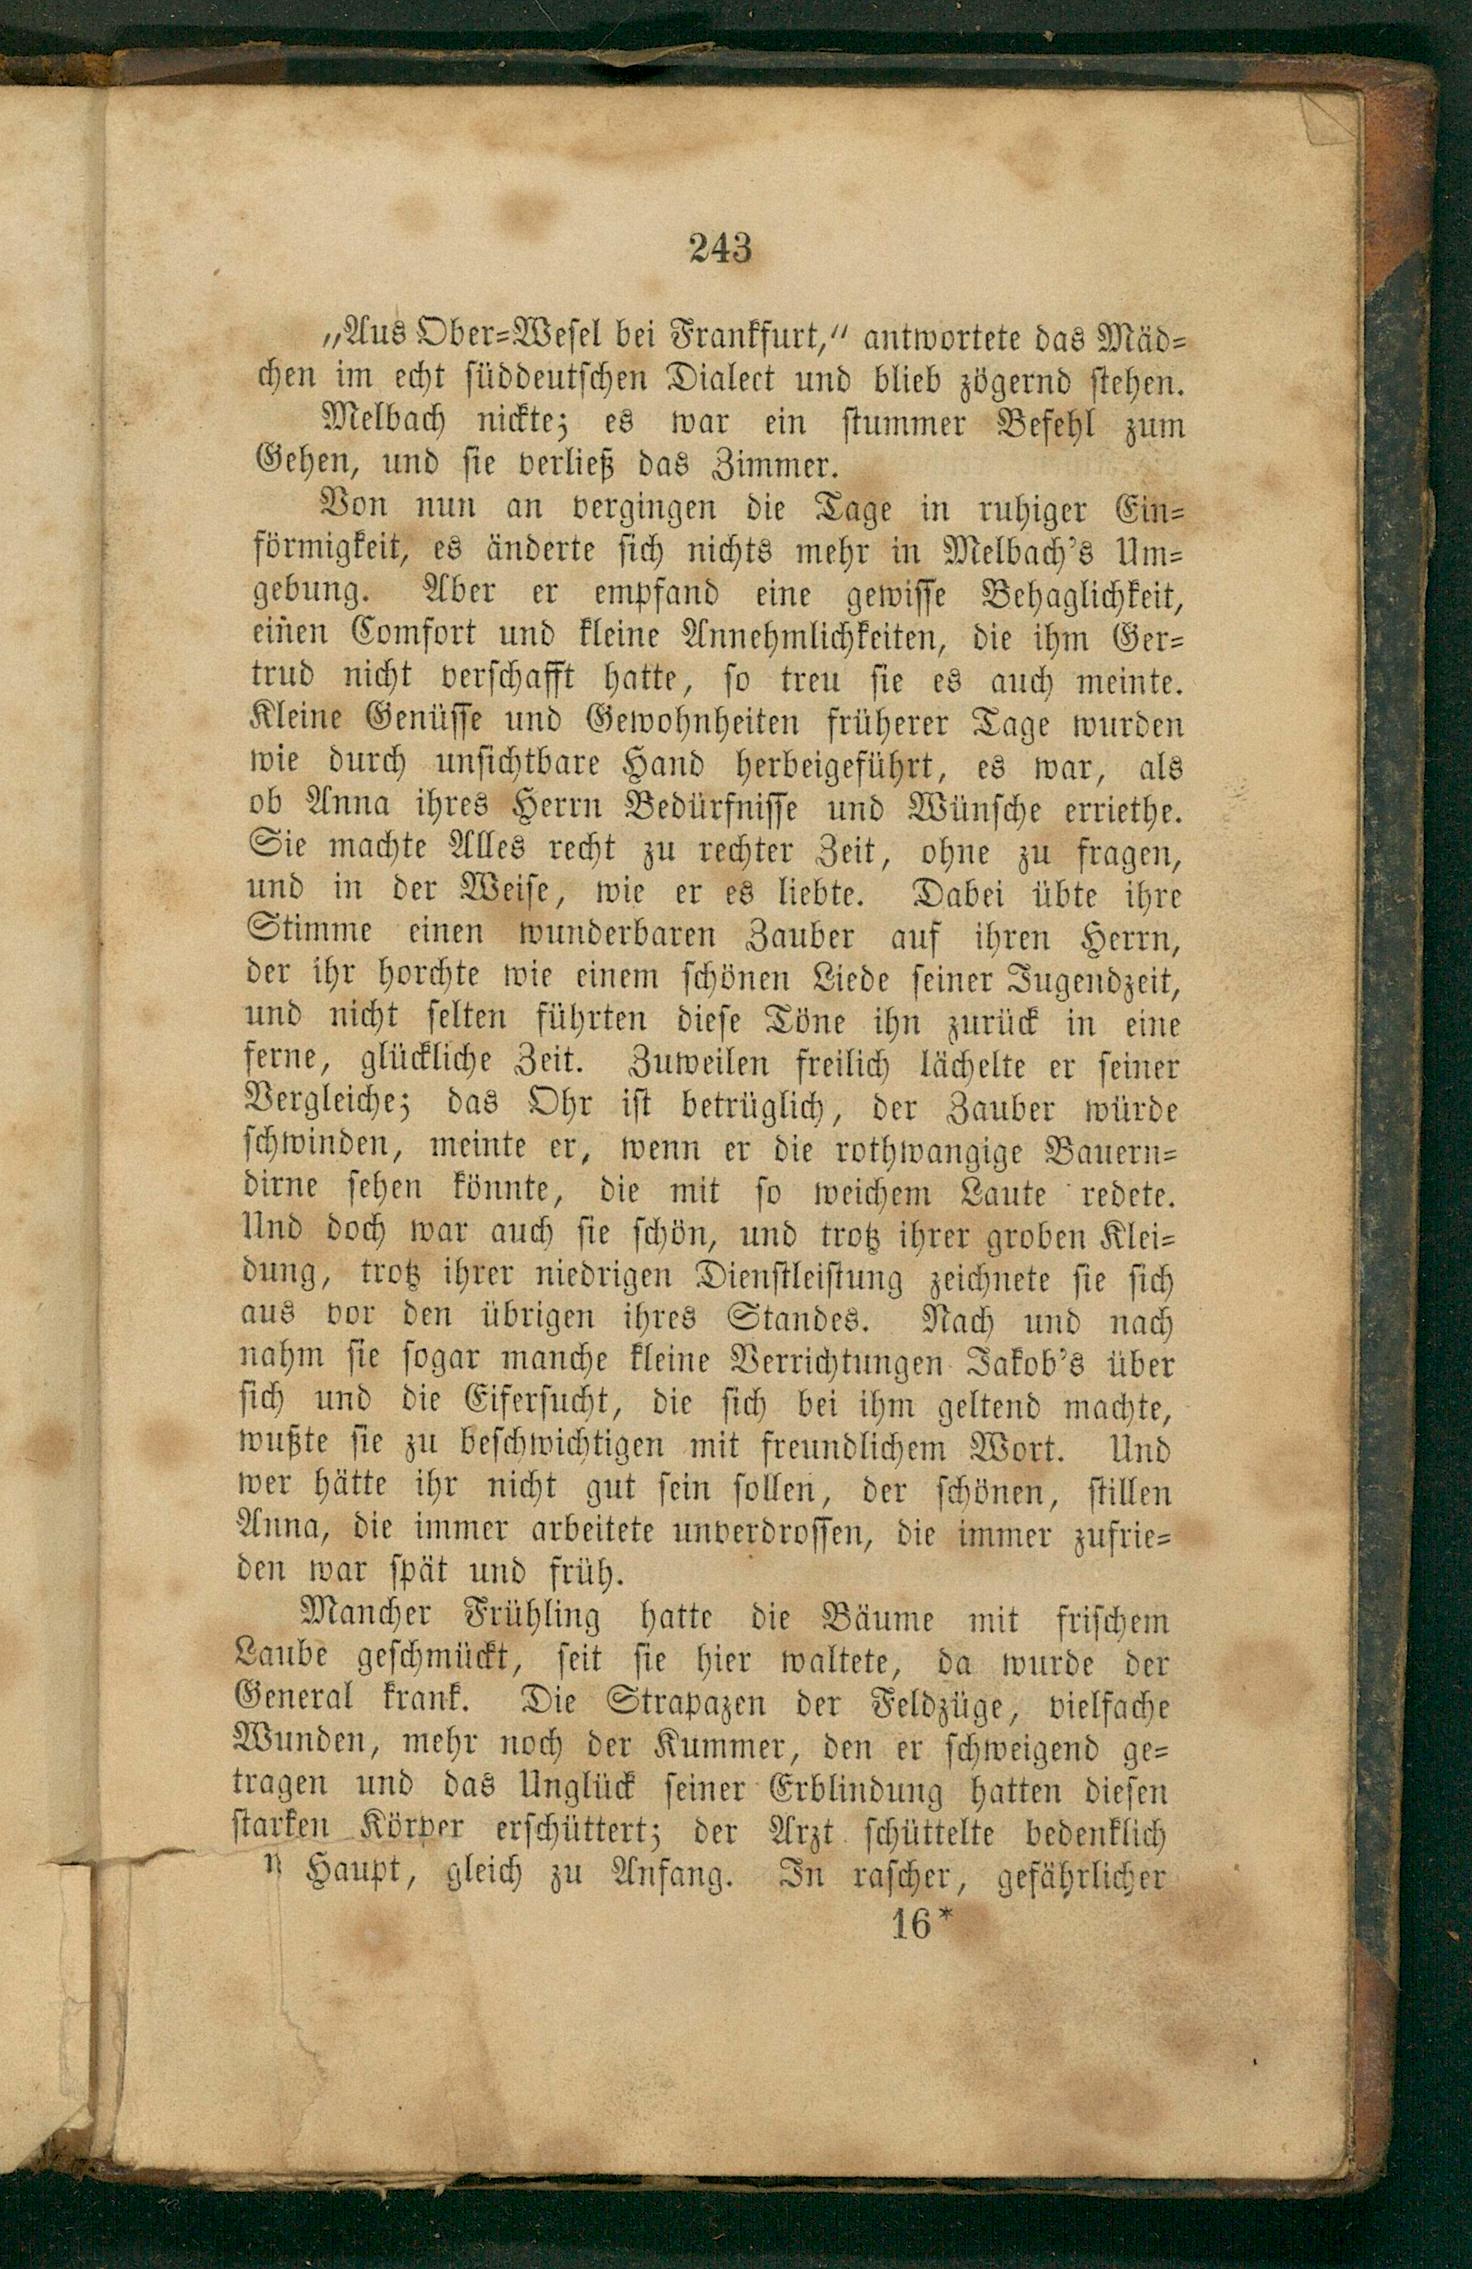 243
„Aus Ober-Wesel bei Frankfurt,“ antwortete das Mäd-
chen im echt süddeutschen Dialect und blieb zögernd stehen.
Melbach nickte; es war ein stummer Befehl zum
Gehen, und sie verließ das Zimmer.
Von nun an vergingen die Tage in ruhiger Ein-
förmigkeit, es änderte sich nichts mehr in Melbach's Um-
gebung. Aber er empfand eine gewisse Behaglichkeit,
einen Comfort und kleine Annehmlichkeiten, die ihm Ger-
trud nicht verschafft hatte, so treu sie es auch meinte.
Kleine Genüsse und Gewohnheiten früherer Tage wurden
wie durch unsichtbare Hand herbeigeführt, es war, als
ob Anna ihres Herrn Bedürfnisse und Wünsche erriethe.
Sie machte Alles recht zu rechter Zeit, ohne zu fragen,
und in der Weise, wie er es liebte. Dabei übte ihre
Stimme einen wunderbaren Zauber auf ihren Herrn,
der ihr horchte wie einem schönen Liede seiner Jugendzeit,
und nicht selten führten diese Töne ihn zurück in eine
ferne, glückliche Zeit. Zuweilen freilich lächelte er seiner
Vergleiche; das Ohr ist betrüglich, der Zauber würde
schwinden, meinte er, wenn er die rothwangige Bauern-
dirne sehen könnte, die mit so weichem Laute redete.
Und doch war auch sie schön, und trotz ihrer groben Klei-
dung, trotz ihrer niedrigen Dienstleistung zeichnete sie sich
aus vor den übrigen ihres Standes. Nach und nach
nahm sie sogar manche kleine Verrichtungen Jakob's über
sich und die Eifersucht, die sich bei ihm geltend machte,
wußte sie zu beschwichtigen mit freundlichem Wort. Und
wer hätte ihr nicht gut sein sollen, der schönen, stillen
Anna, die immer arbeitete unverdrossen, die immer zufrie-
den war spät und früh.
Mancher Frühling hatte die Bäume mit frischem
Laube geschmückt, seit sie hier waltete, da wurde der
General krank. Die Strapazen der Feldzüge, vielfache
Wunden, mehr noch der Kummer, den er schweigend ge-
tragen und das Unglück seiner Erblindung hatten diesen
starken Körper erschüttert; der Arzt schüttelte bedenklich
Haupt, gleich zu Anfang. In rascher, gefährlicher
16*